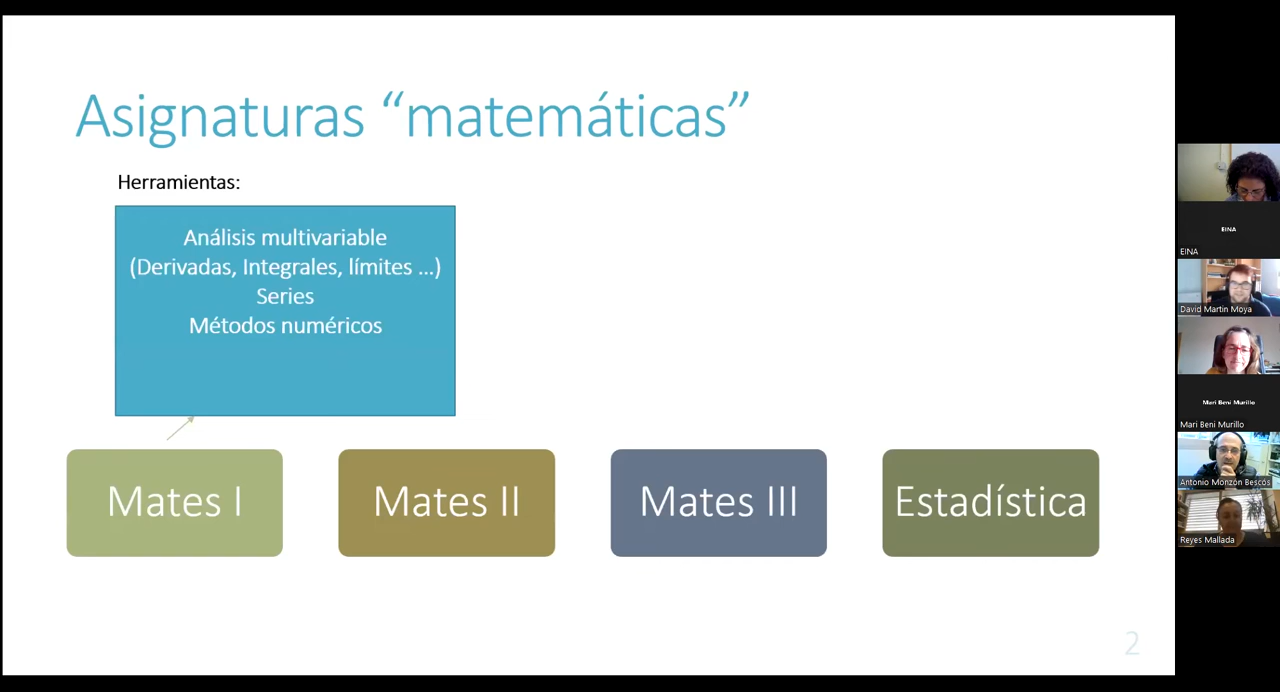 Asignaturas “matemáticas”
Herramientas:
Análisis multivariable
(Derivadas, Integrales, límites ...)
Series
Métodos numéricos
Mates I
Mates II
Mates III
Estadística
2
EINA
EINA
David Martin Moya
Mari Beni Murillo
Mari Beni Murillo
Antonio Monzón Bescós
Reyes Mallada